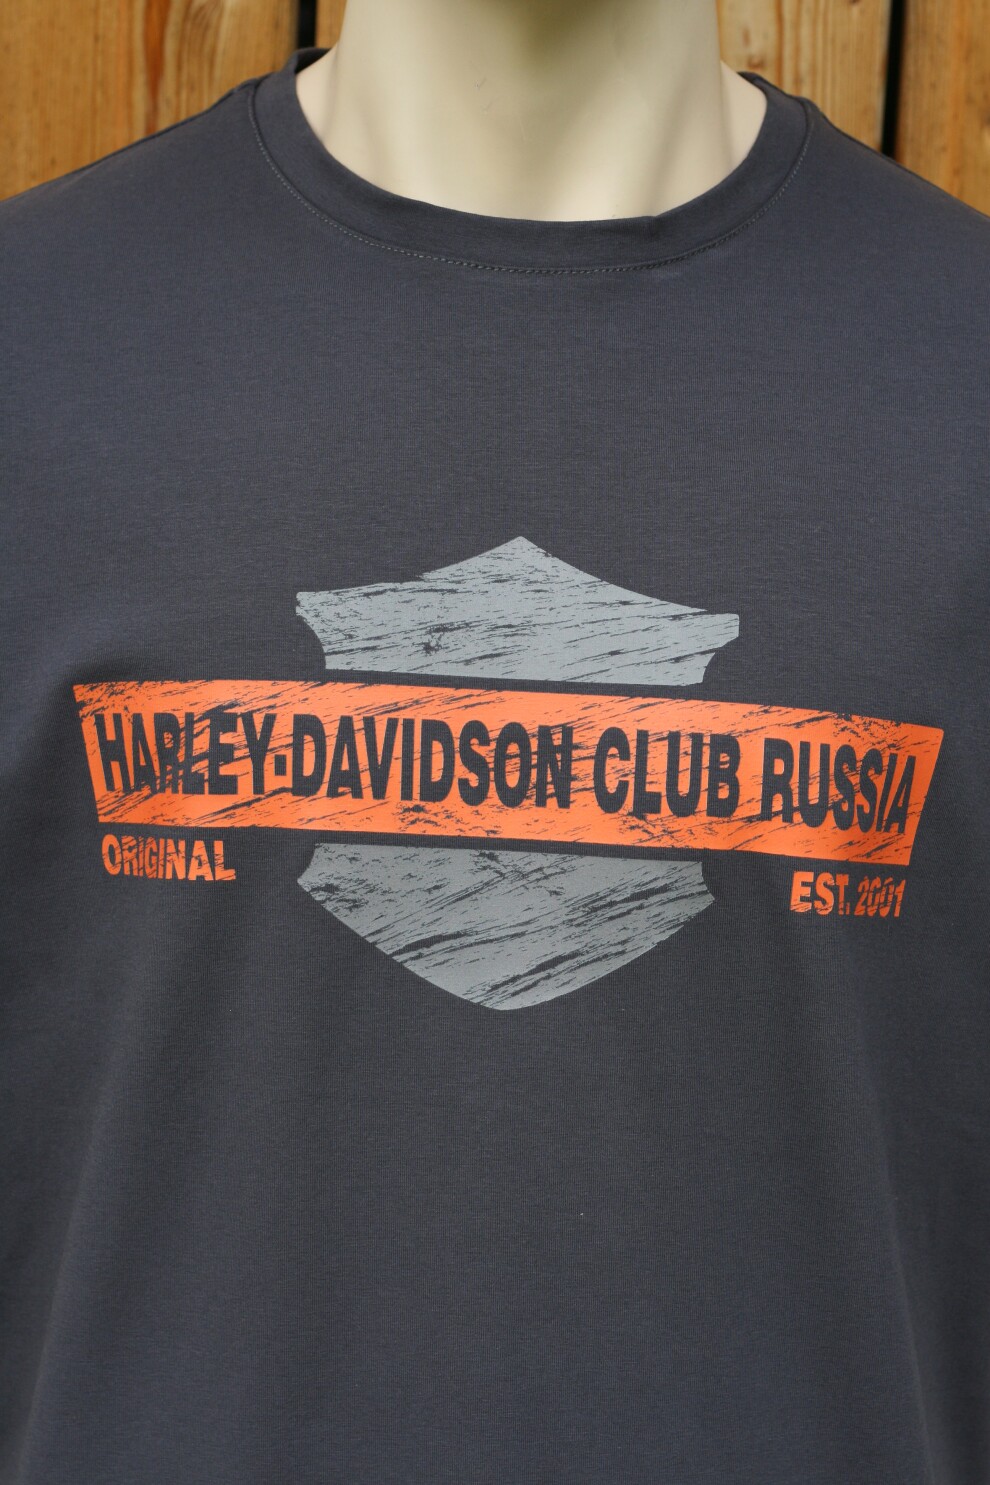 HARLEY-DAVIDSON CLUB RUSSIA
ORIGINAL
EST. 2001